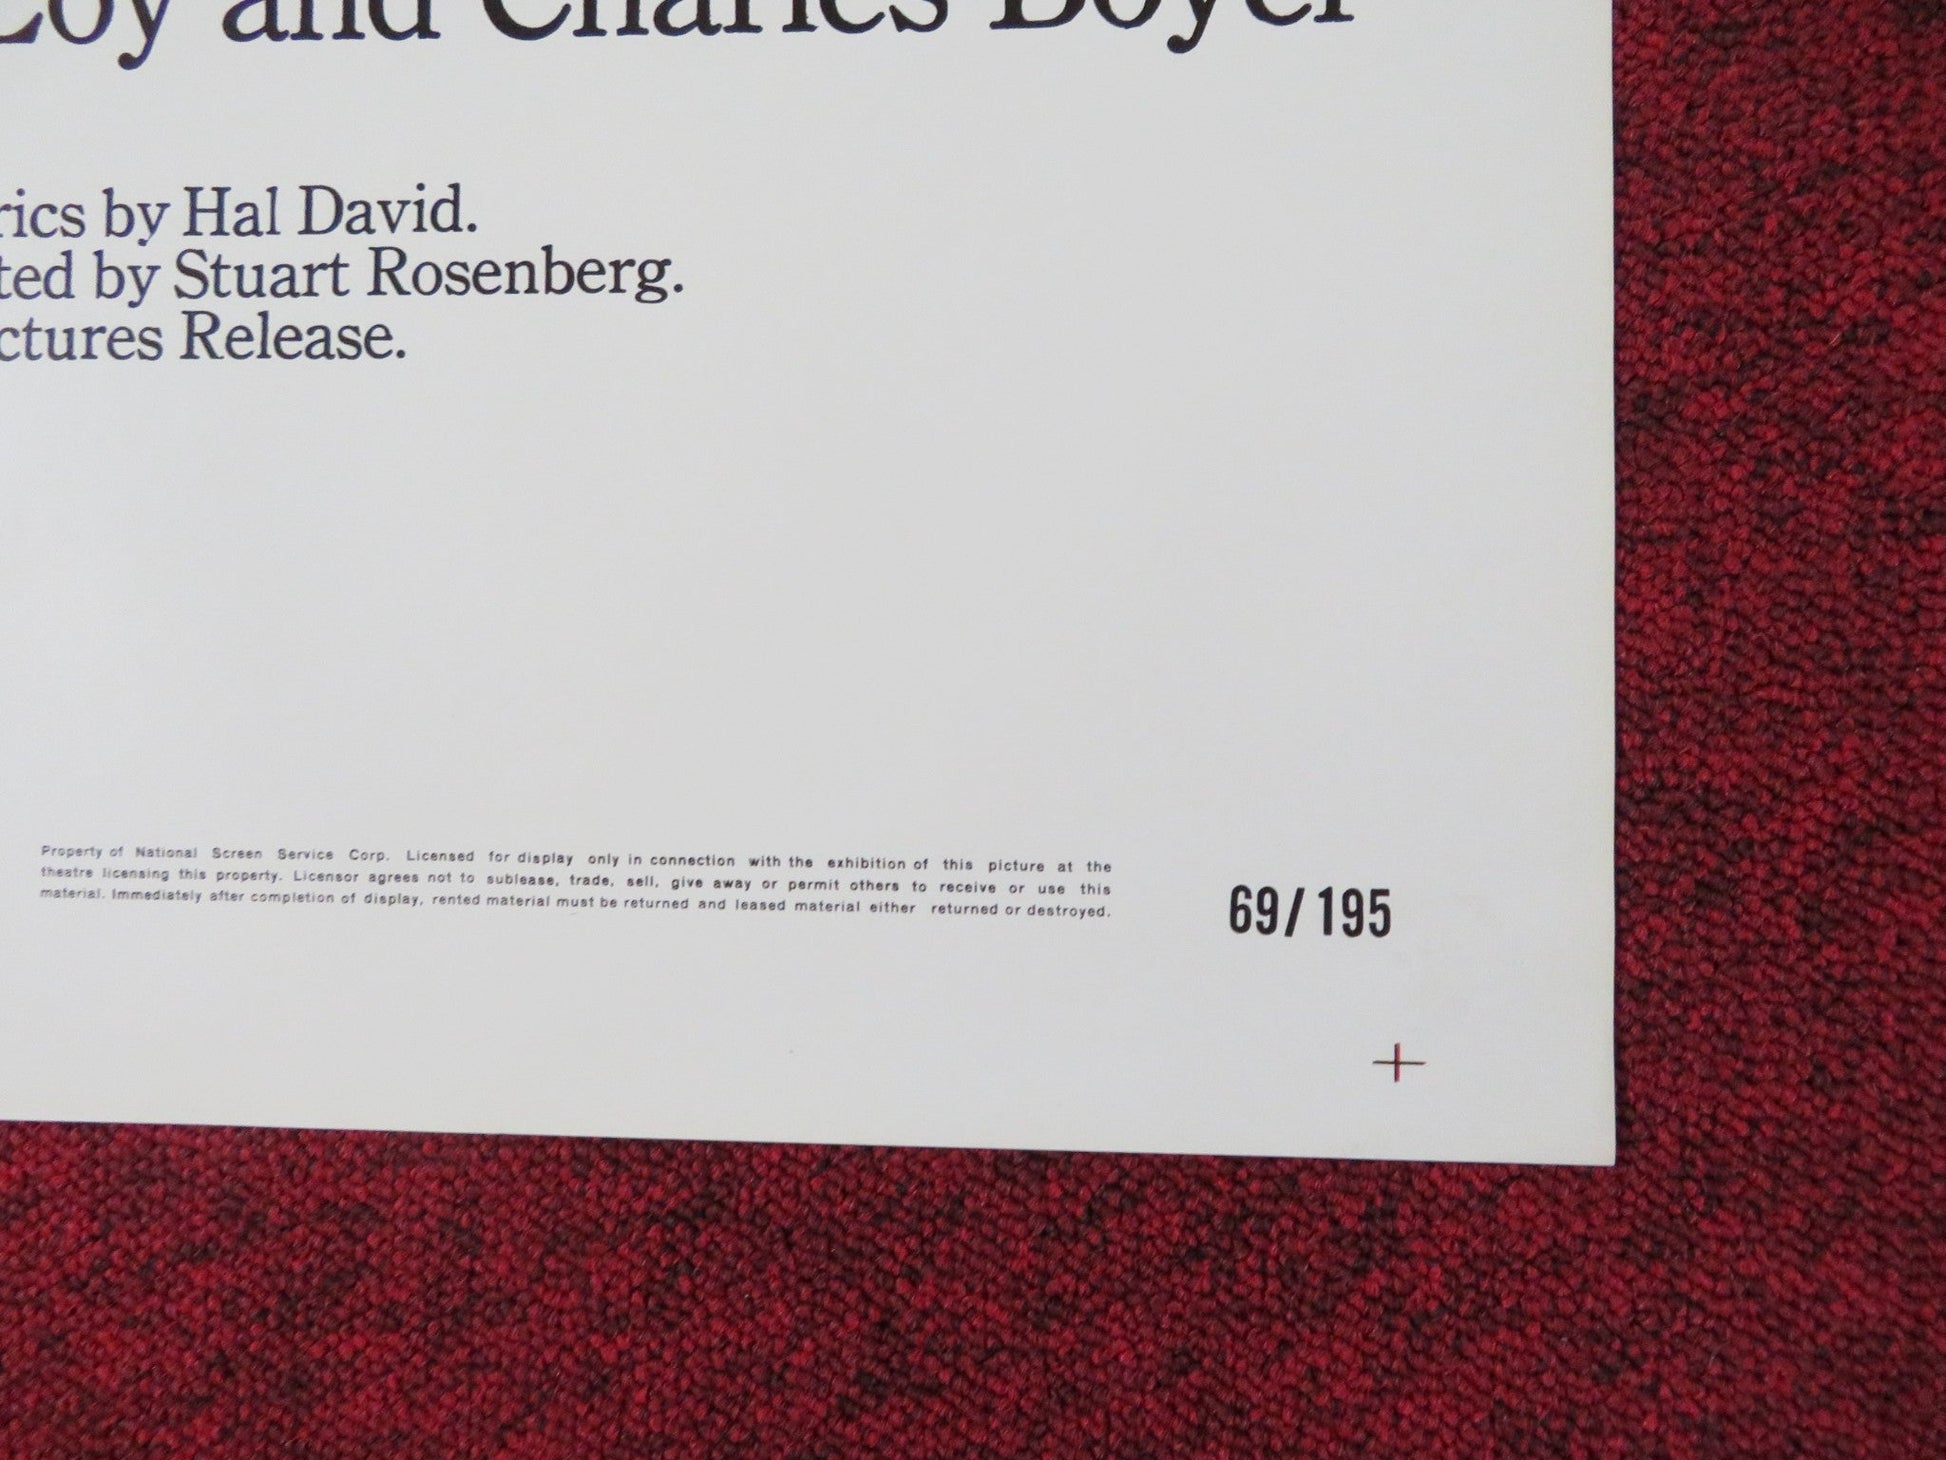 Loy and Charles Boyer
rics by Hal David.
ted by Stuart Rosenberg.
ctures Release.
Property of National Screen Service Corp. Licensed for display only in connection with the exhibition of this picture at the
theatre licensing this property. Licensor agrees not to sublease, trade, sell, give away or permit others to receive or use this
material. Immediately after completion of display, rented material must be returned and leased material either returned or destroyed.
69/195